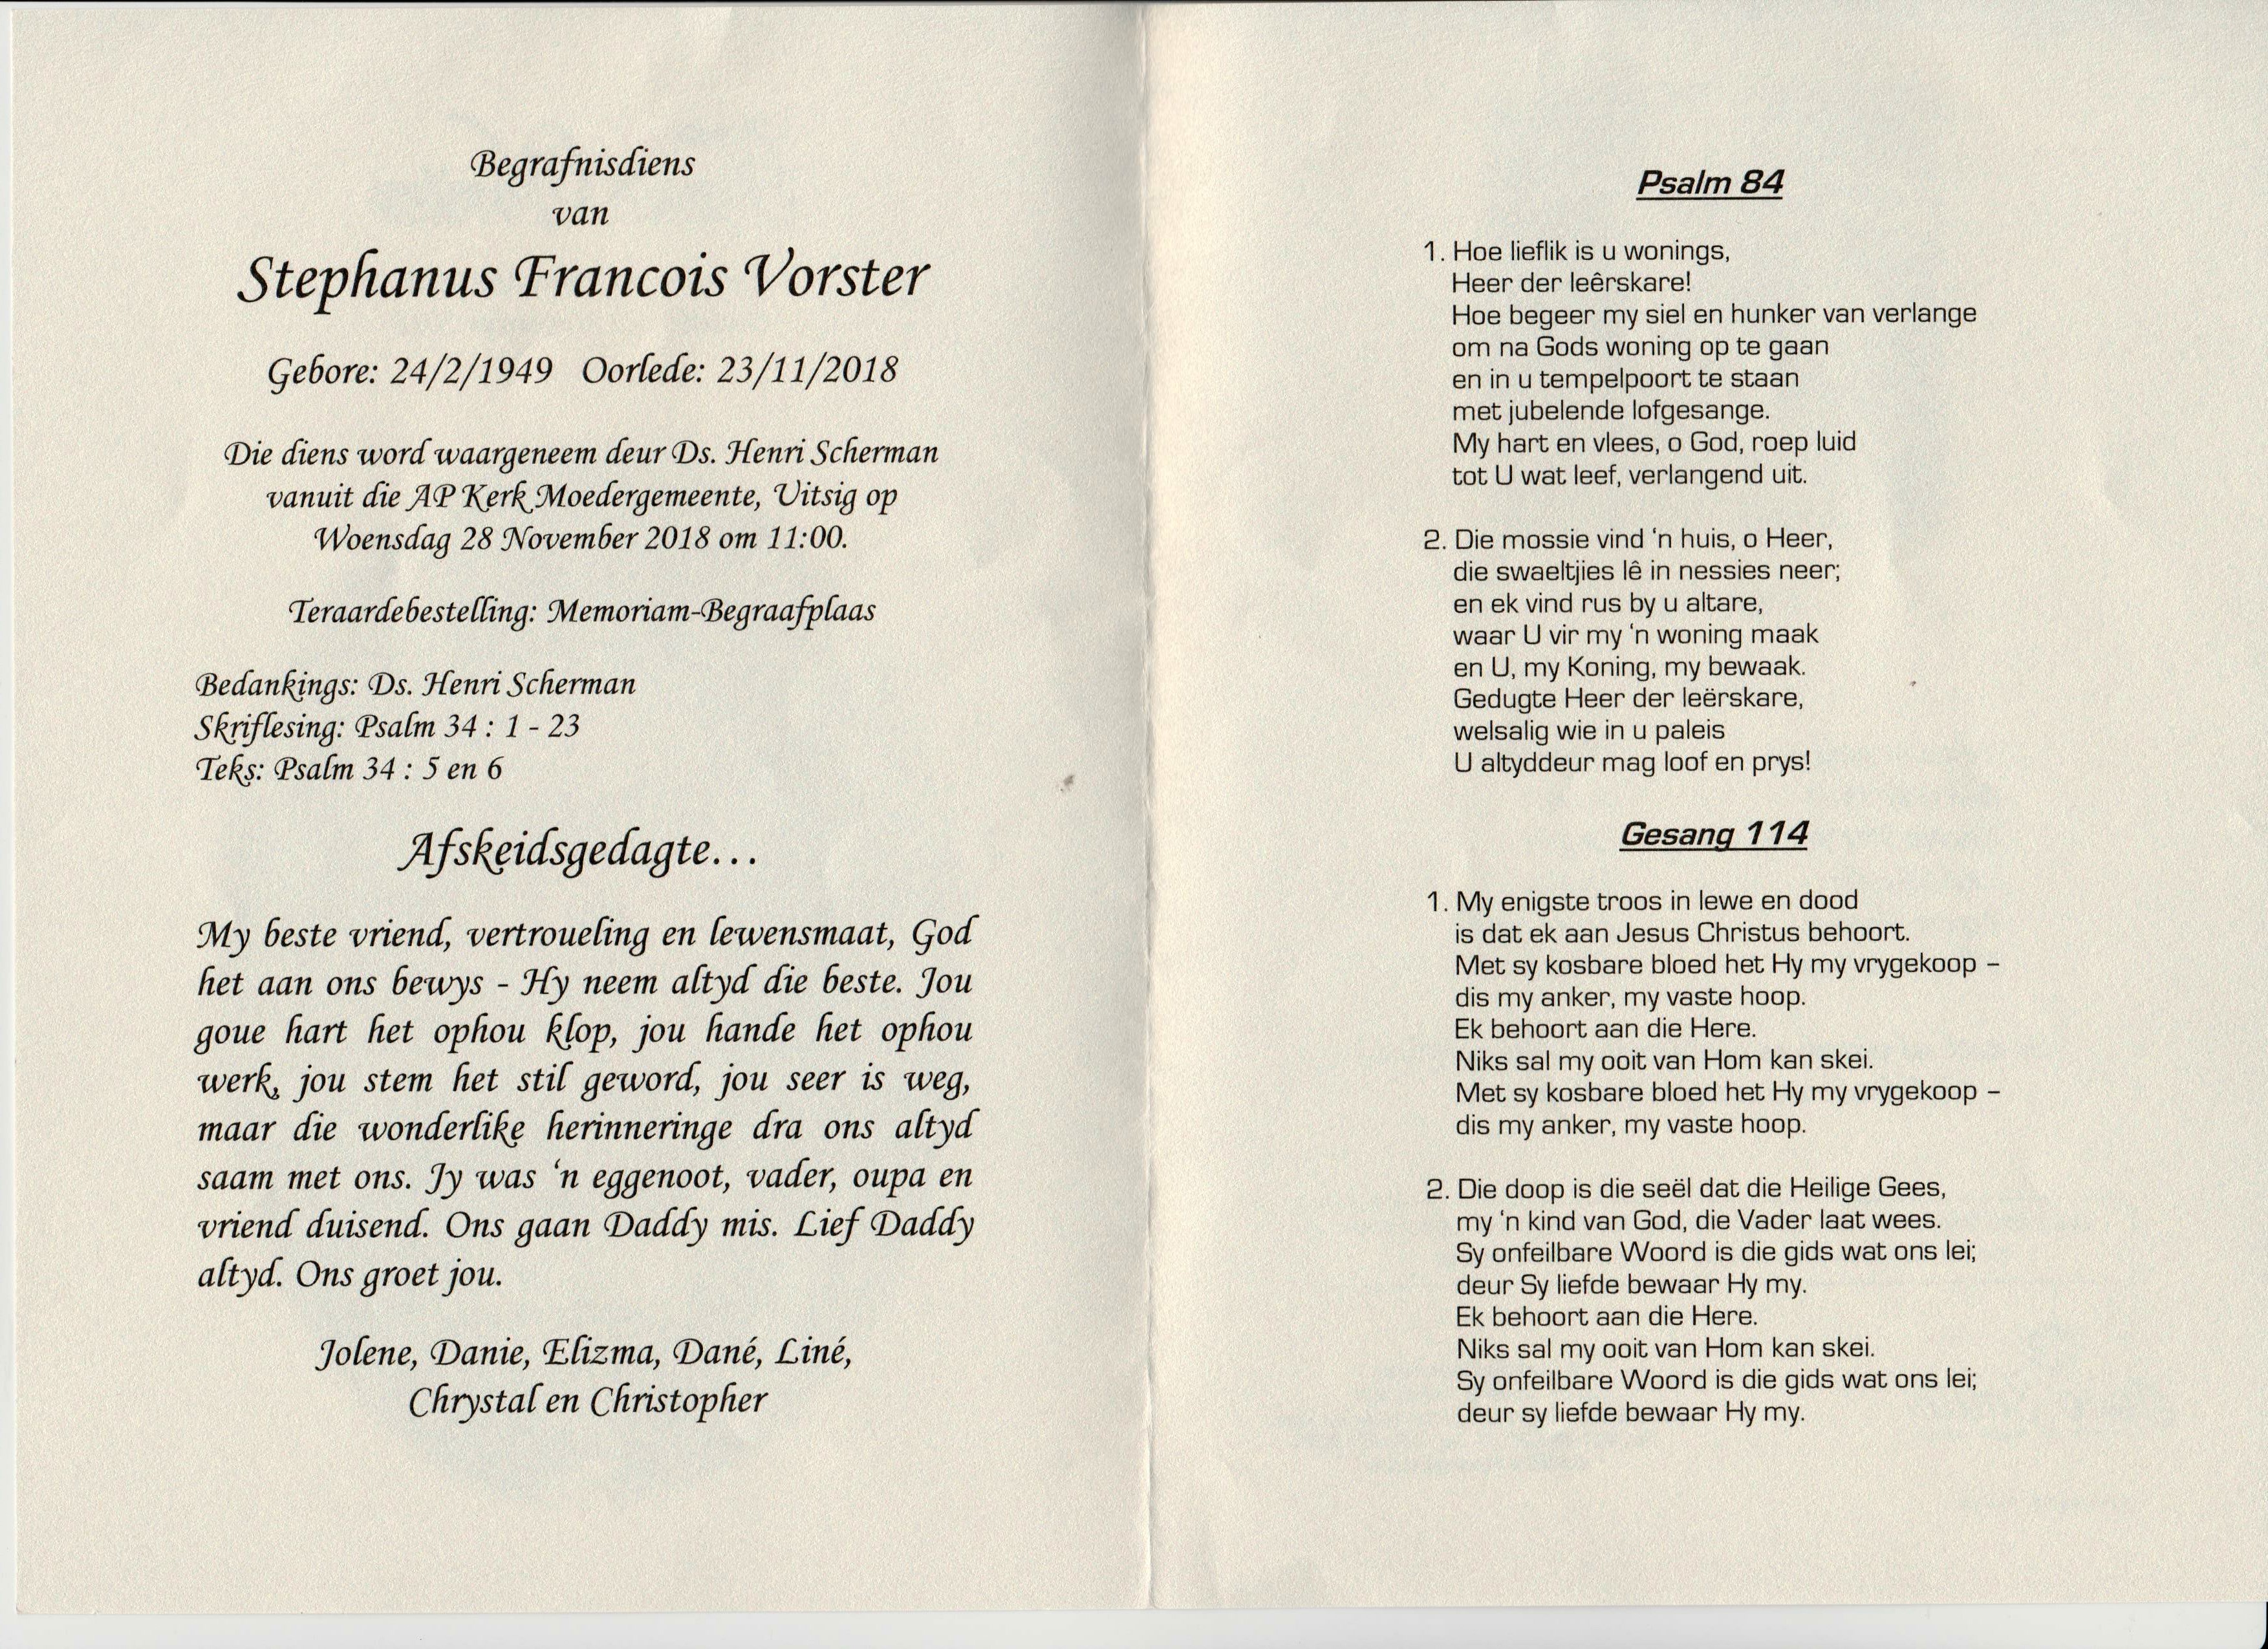 Begrafnisdiens
van
Stephanus Francois Vorster
Gebore: 24/2/1949 Oorlede: 23/11/2018
Die diens word waargeneem deur Ds. Henri Scherman
vanuit die AP Kerk Moedergemeente, Uitsig op
Woensdag 28 November 2018 om 11:00.
Teraardebestelling: Memoriam-Begraafplaas
Bedankings: Ds. Henri Scherman
Skriflesing: Psalm 34 : 1 - 23
Teks: Psalm 34 : 5 en 6
Afskeidsgedagte...
My beste vriend, vertroueling en lewensmaat, God
het aan ons bewys - Hy neem altyd die beste. Jou
goue hart het ophou klop, jou hande het ophou
werk, jou stem het stil geword, jou seer is weg,
maar die wonderlike herinneringe dra ons altyd
saam met ons. Jy was ‘n eggenoot, vader, oupa en
vriend duisend. Ons gaan Daddy mis. Lief Daddy
altyd. Ons groet jou.
Jolene, Danie, Elizma, Dané, Liné,
Chrystal en Christopher
Psalm 84
1. Hoe lieflik is u wonings,
Heer der leêrskare!
Hoe begeer my siel en hunker van verlange
om na Gods woning op te gaan
en in u tempelpoort te staan
met jubelende lofgesange.
My hart en vlees, o God, roep luid
tot U wat leef, verlangend uit.
2. Die mossie vind ‘n huis, o Heer,
die swaeltjies lê in nessies neer;
en ek vind rus by u altare,
waar U vir my ‘n woning maak
en U, my Koning, my bewaak.
Gedugte Heer der leërskare,
welsalig wie in u paleis
U altyddeur mag loof en prys!
Gesang 114
1. My enigste troos in lewe en dood
is dat ek aan Jesus Christus behoort.
Met sy kosbare bloed het Hy my vrygekoop –
dis my anker, my vaste hoop.
Ek behoort aan die Here.
Niks sal my ooit van Hom kan skei.
Met sy kosbare bloed het Hy my vrygekoop –
dis my anker, my vaste hoop.
2. Die doop is die seël dat die Heilige Gees,
my ‘n kind van God, die Vader laat wees.
Sy onfeilbare Woord is die gids wat ons lei;
deur Sy liefde bewaar Hy my.
Ek behoort aan die Here.
Niks sal my ooit van Hom kan skei.
Sy onfeilbare Woord is die gids wat ons lei;
deur sy liefde bewaar Hy my.